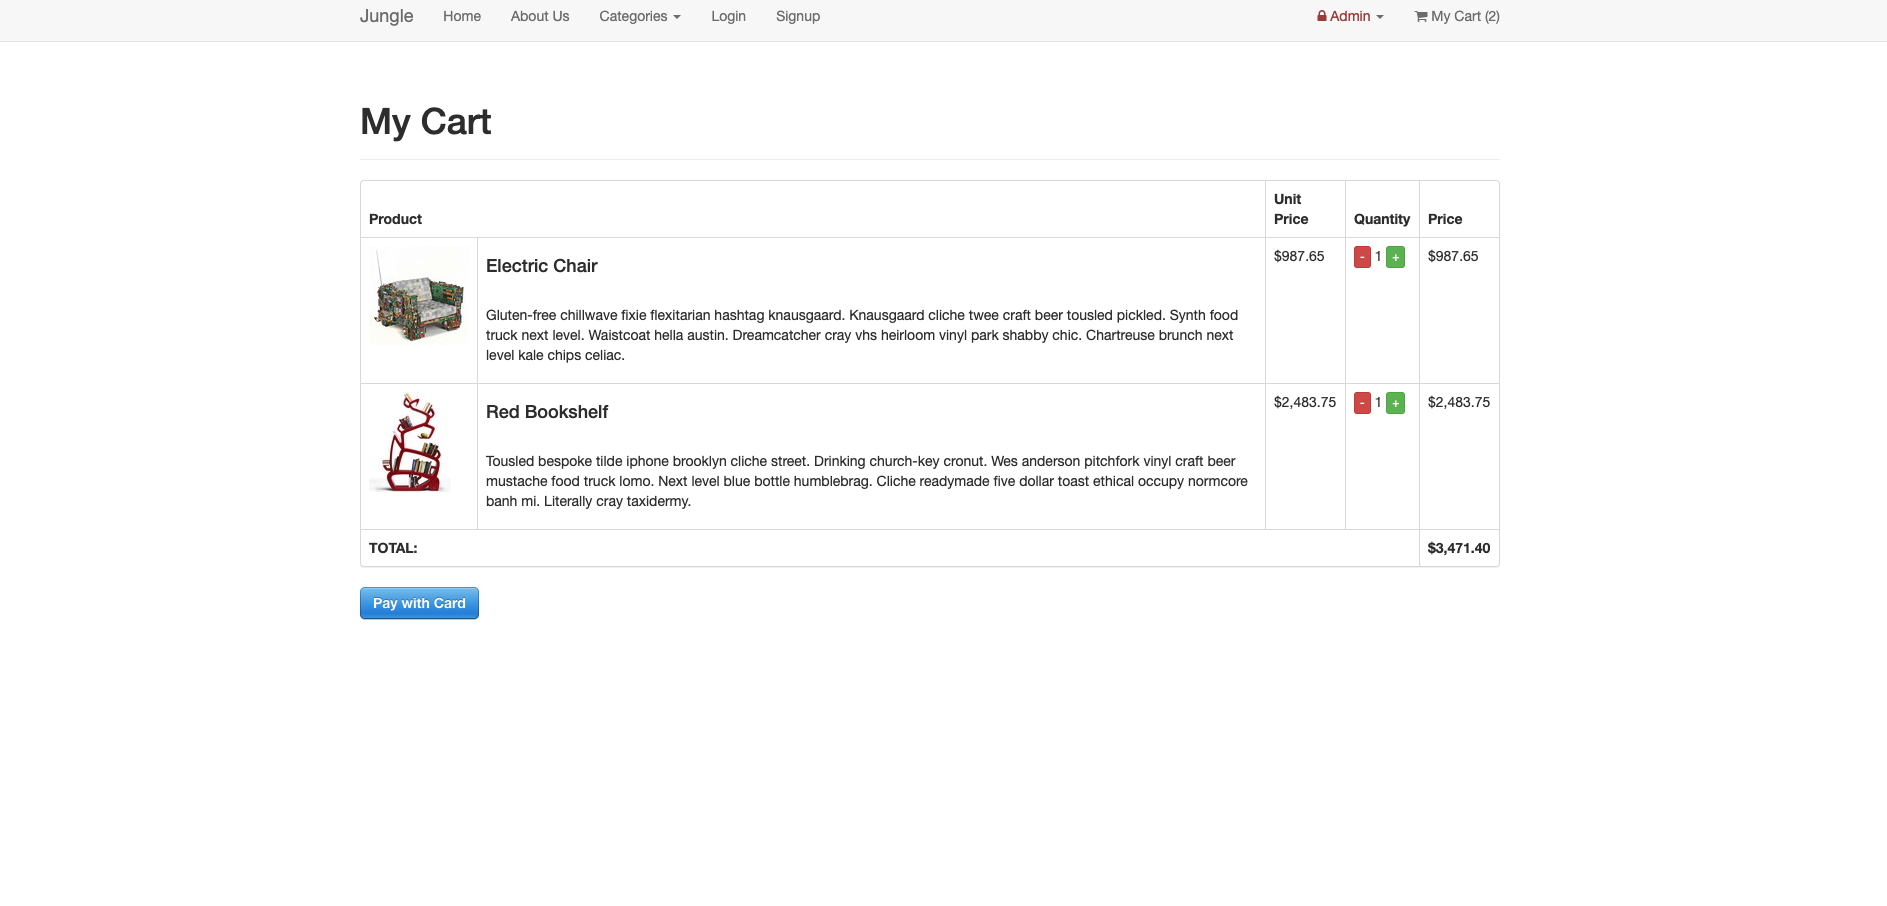 Jungle Home About Us Categories Login Signup Admin My Cart (2)
My Cart
Product Unit Price Quantity Price
Electric Chair $987.65 - 1 + $987.65
Gluten-free chillwave fixie flexitarian hashtag knausgaard. Knausgaard cliche twee craft beer tousled pickled. Synth food
truck next level. Waistcoat hella austin. Dreamcatcher cray vhs heirloom vinyl park shabby chic. Chartreuse brunch next
level kale chips celiac.
Red Bookshelf $2,483.75 - 1 + $2,483.75
Tousled bespoke tilde iphone brooklyn cliche street. Drinking church-key cronut. Wes anderson pitchfork vinyl craft beer
mustache food truck lomo. Next level blue bottle humblebrag. Cliche readymade five dollar toast ethical occupy normcore
banh mi. Literally cray taxidermy.
TOTAL: $3,471.40
Pay with Card